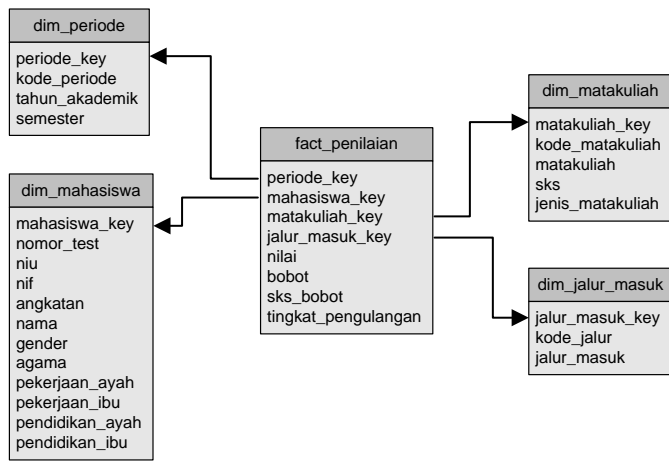 dim_periode
periode_key
kode_periode
tahun_akademik
semester
dim_mahasiswa
mahasiswa_key
nomor_test
niu
nif
angkatan
nama
gender
agama
pekerjaan_ayah
pekerjaan_ibu
pendidikan_ayah
pendidikan_ibu
fact_penilaian
periode_key
mahasiswa_key
matakuliah_key
jalur_masuk_key
nilai
bobot
sks_bobot
tingkat_pengulangan
dim_matakuliah
matakuliah_key
kode_matakuliah
matakuliah
sks
jenis_matakuliah
dim_jalur_masuk
jalur_masuk_key
kode_jalur
jalur_masuk